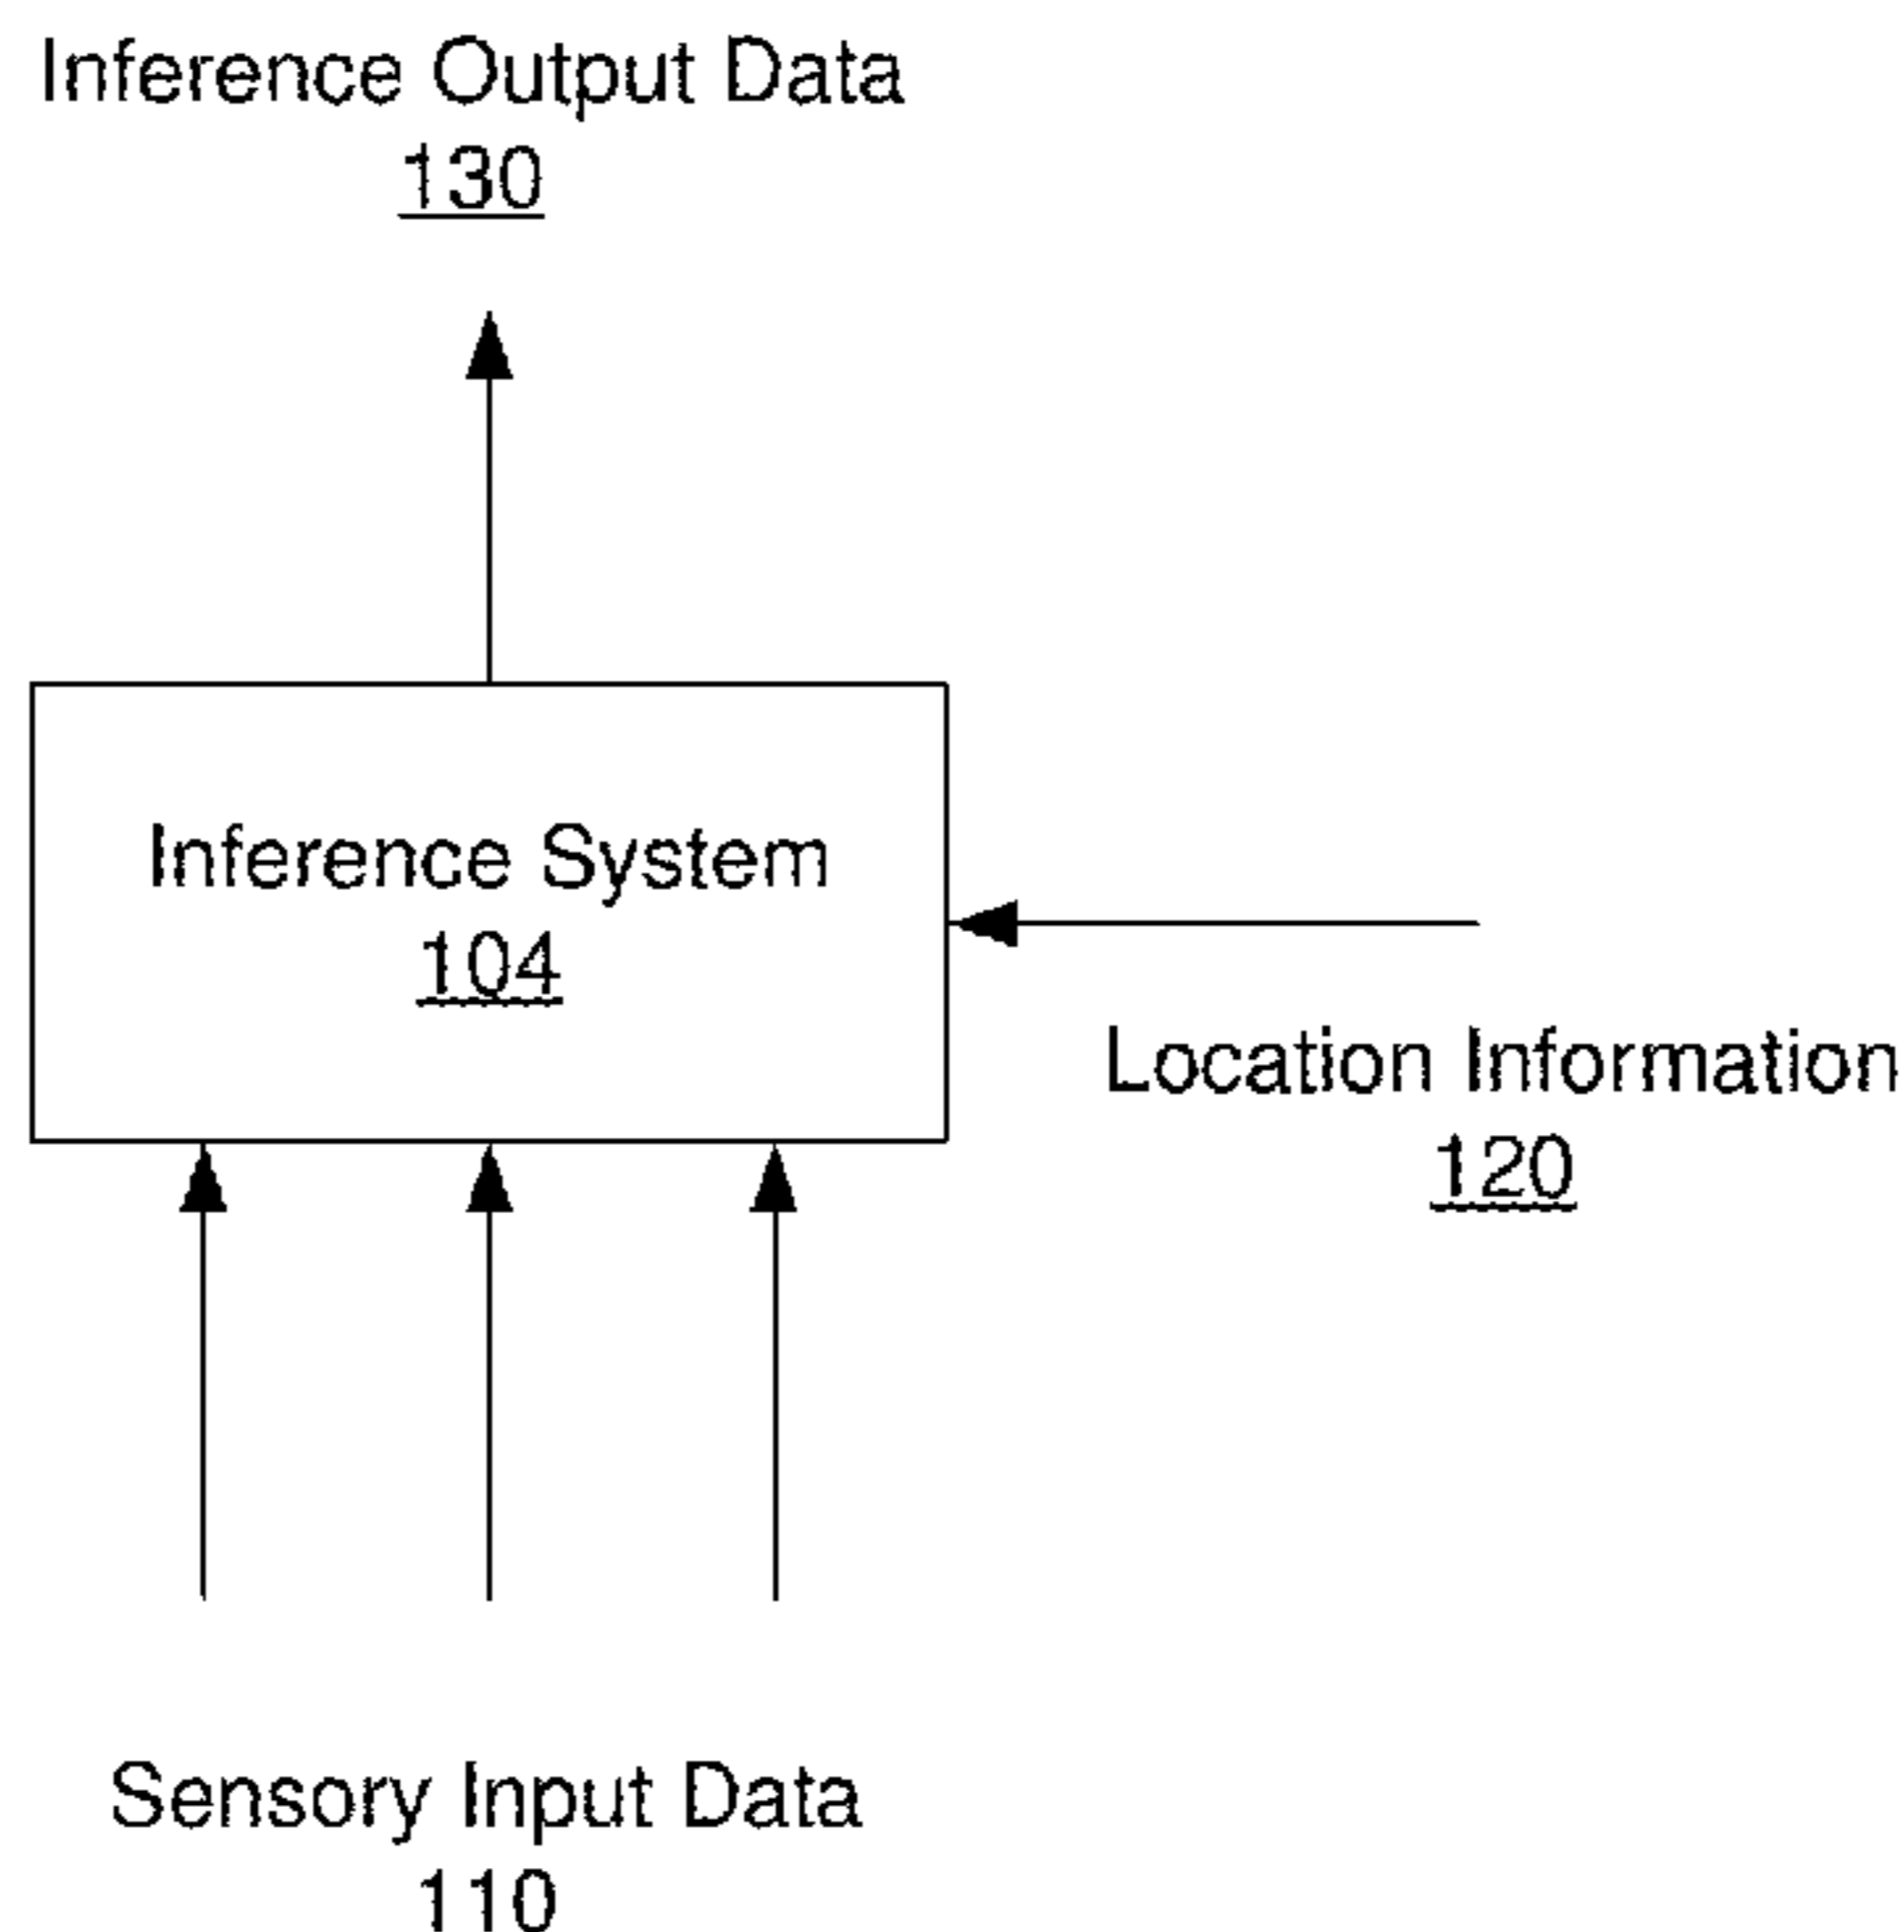 Inference Output Data
130
Inference System
104
Location Information
120
Sensory Input Data
110